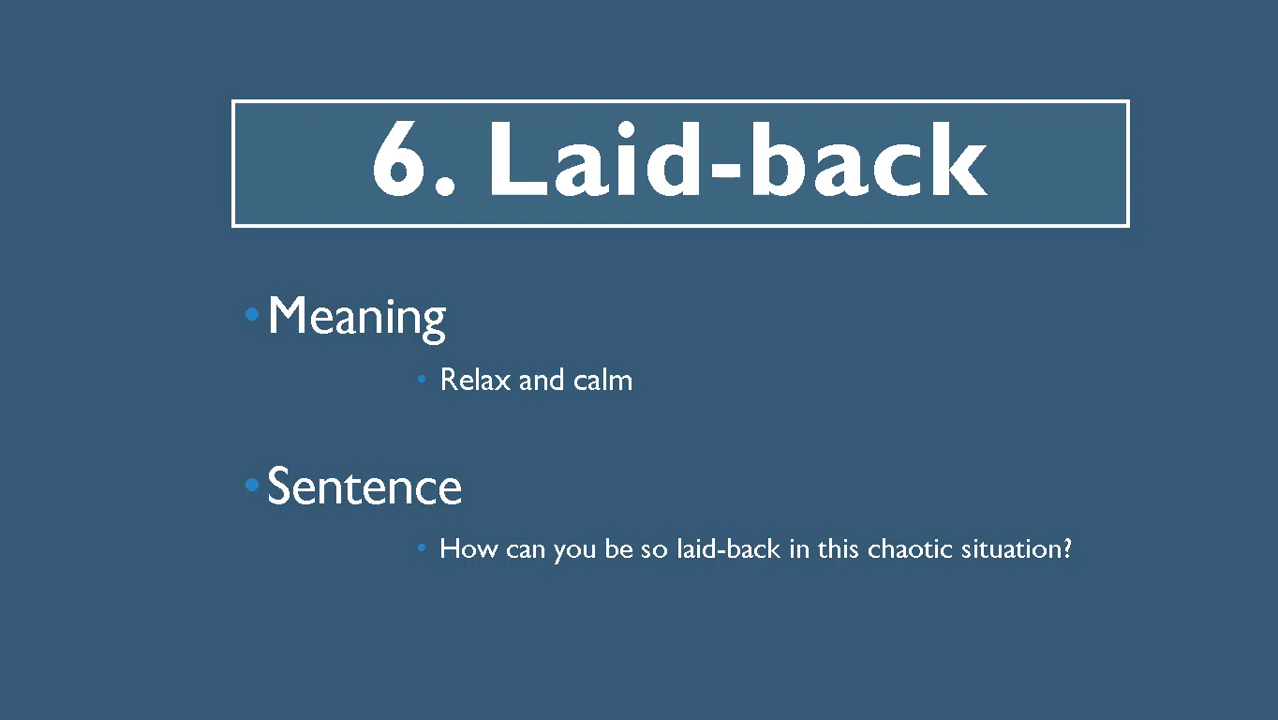 6. Laid-back
• Meaning
• Relax and calm
• Sentence
• How can you be so laid-back in this chaotic situation?